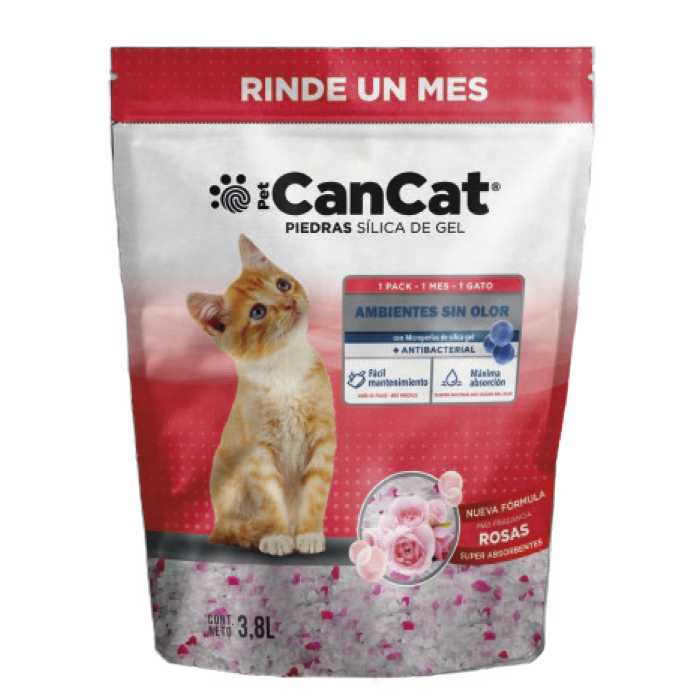 RINDE UN MES
Pet CanCat®
PIEDRAS SÍLICA DE GEL
1 PACK - 1 MES - 1 GATO
AMBIENTES SIN OLOR
con Microperlas de sílica gel
+ ANTIBACTERIAL
Fácil mantenimiento
Máxima absorción
NUEVA FÓRMULA
MÁS FRAGANCIA
ROSAS
SUPER ABSORBENTES
CONT. NETO 3,8L